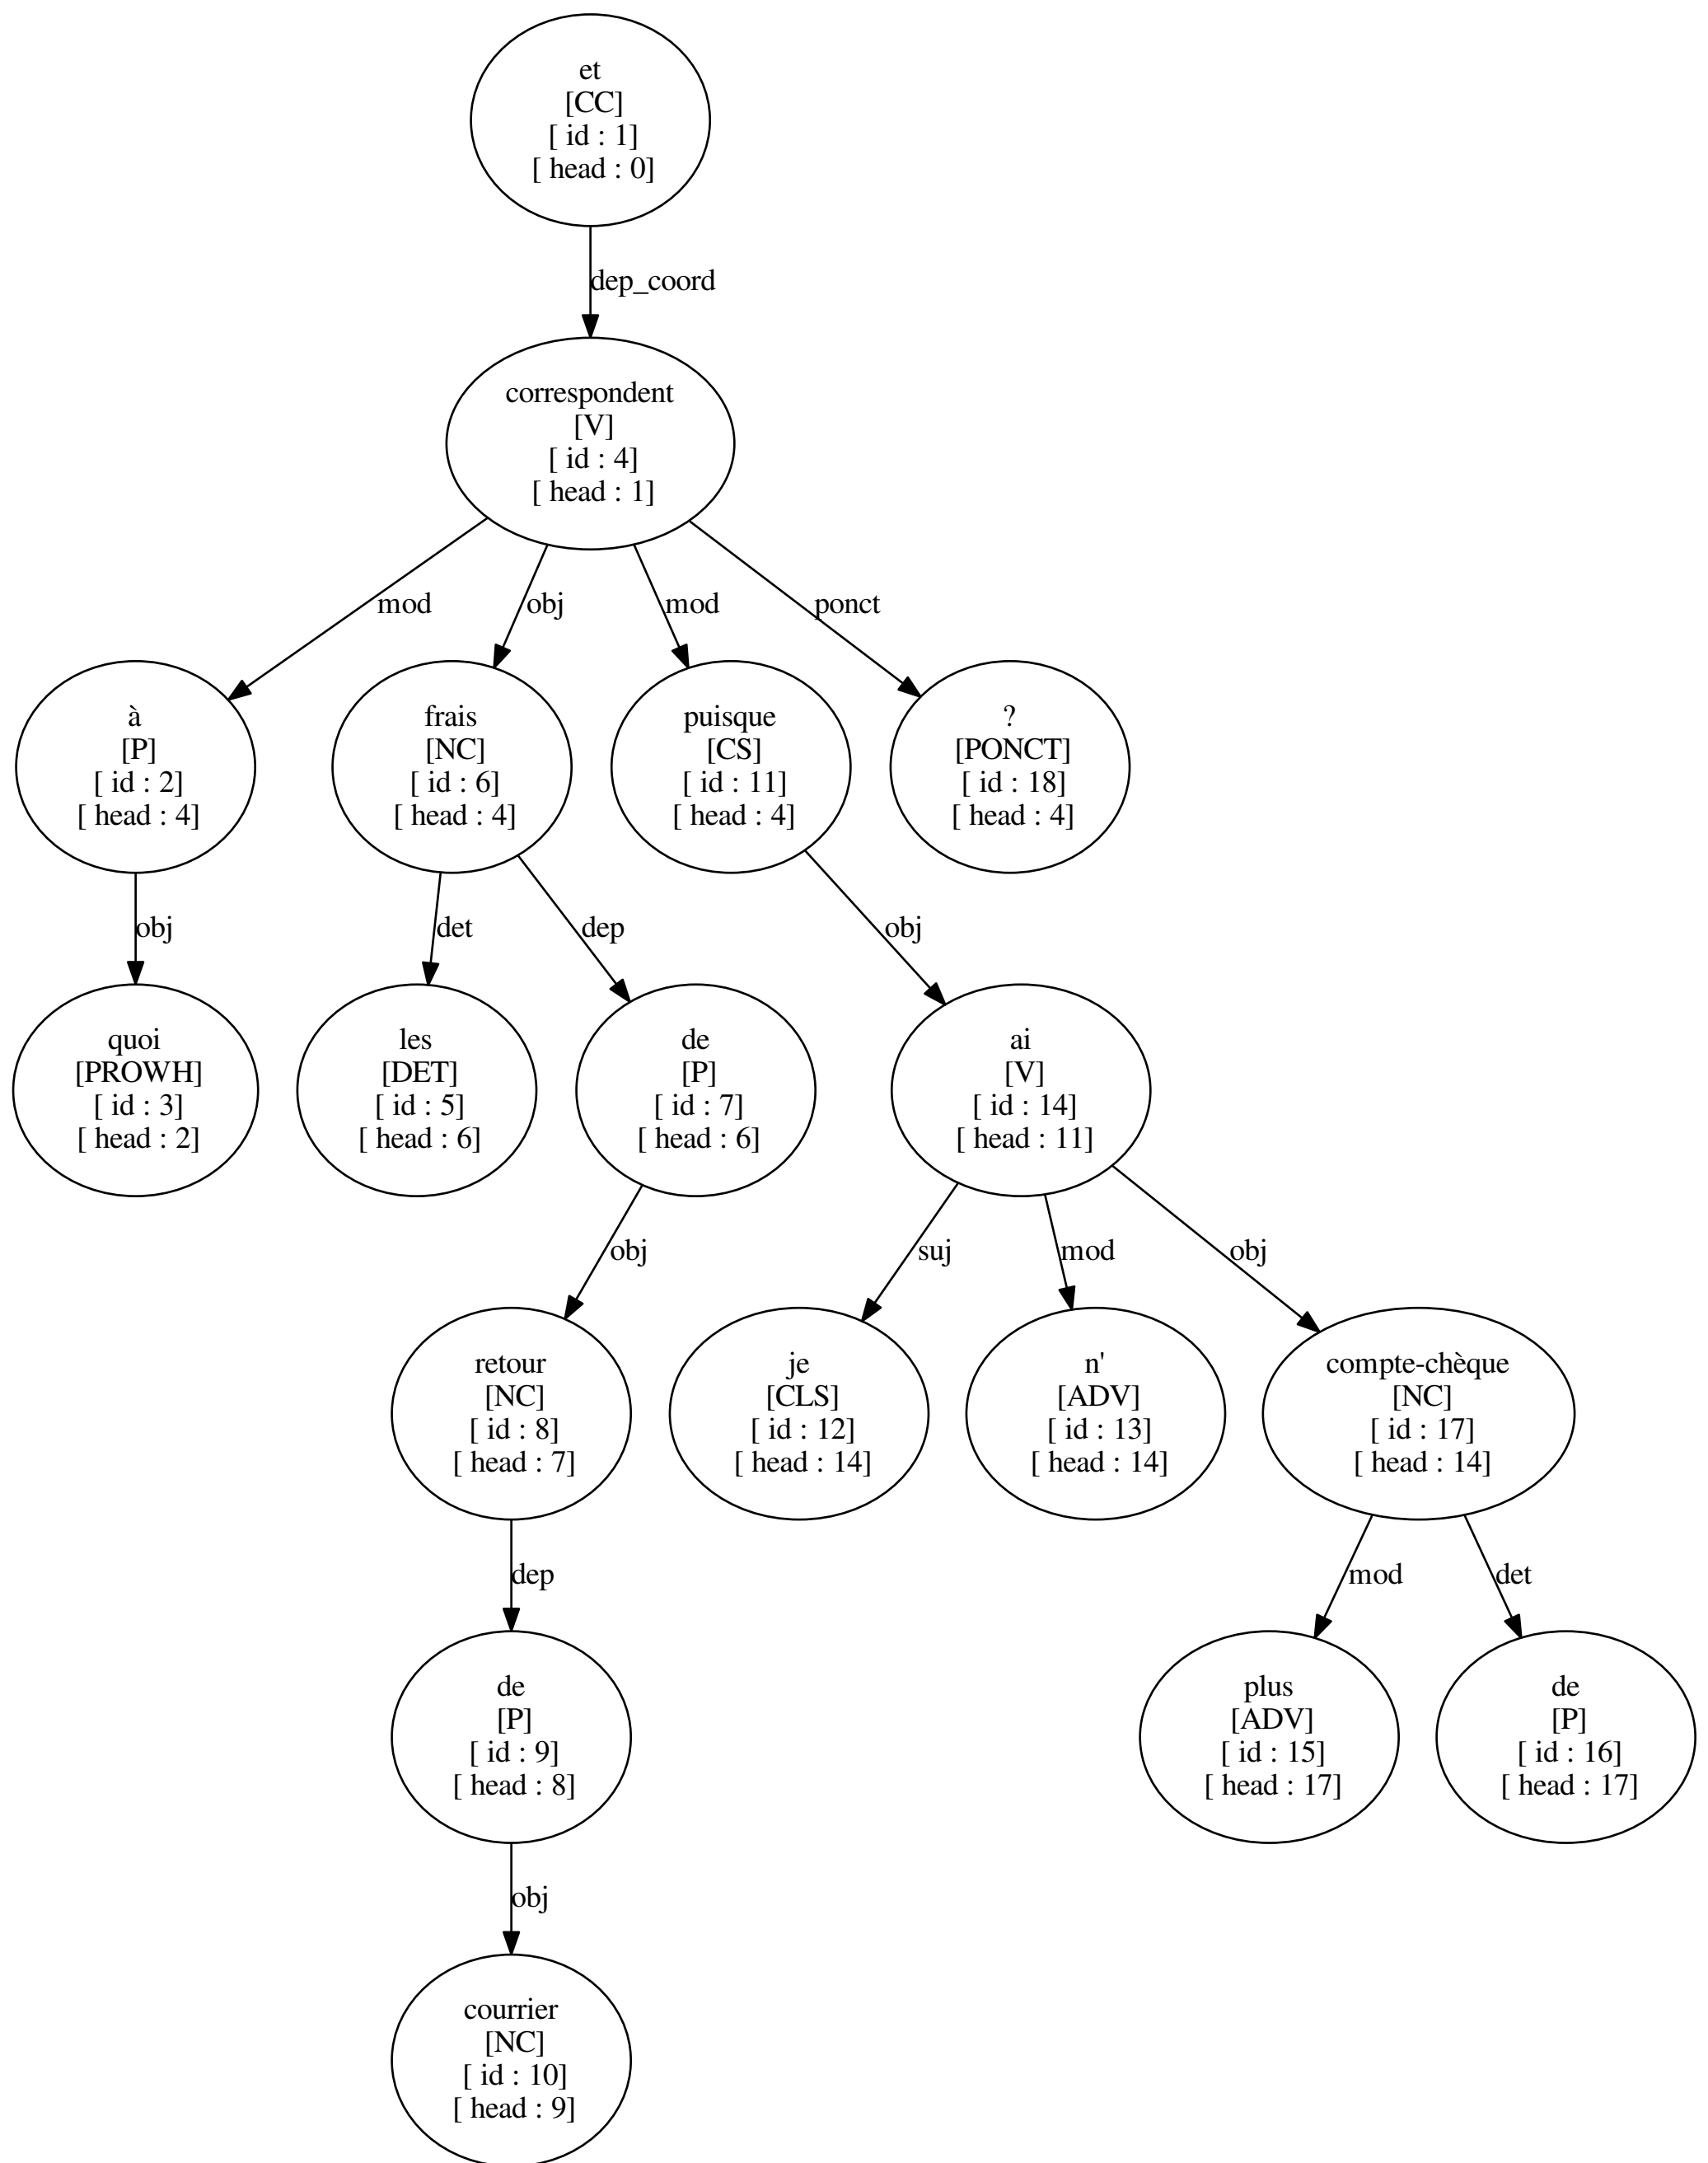 et
[CC]
[ id : 1]
[ head : 0]
dep_coord
correspondent
[V]
[ id : 4]
[ head : 1]
mod
obj
mod
ponct
à
[P]
[ id : 2]
[ head : 4]
frais
[NC]
[ id : 6]
[ head : 4]
puisque
[CS]
[ id : 11]
[ head : 4]
?
[PONCT]
[ id : 18]
[ head : 4]
obj
det
dep
obj
quoi
[PROWH]
[ id : 3]
[ head : 2]
les
[DET]
[ id : 5]
[ head : 6]
de
[P]
[ id : 7]
[ head : 6]
ai
[V]
[ id : 14]
[ head : 11]
obj
suj
mod
obj
retour
[NC]
[ id : 8]
[ head : 7]
je
[CLS]
[ id : 12]
[ head : 14]
n'
[ADV]
[ id : 13]
[ head : 14]
compte-chèque
[NC]
[ id : 17]
[ head : 14]
dep
mod
det
de
[P]
[ id : 9]
[ head : 8]
plus
[ADV]
[ id : 15]
[ head : 17]
de
[P]
[ id : 16]
[ head : 17]
obj
courrier
[NC]
[ id : 10]
[ head : 9]